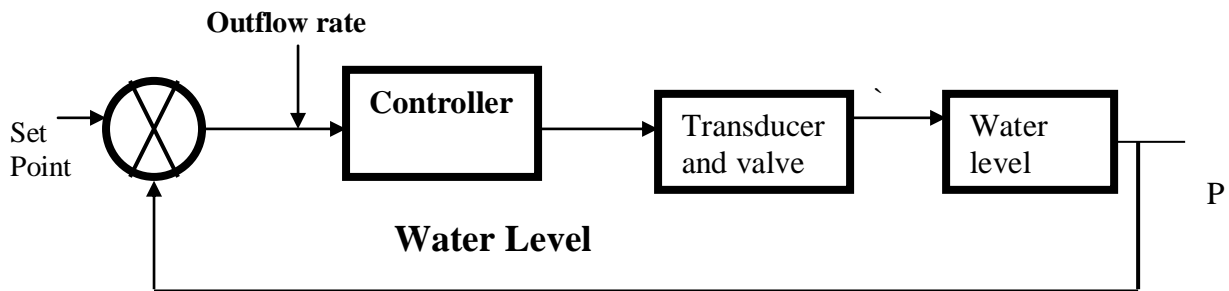 Outflow rate
Set
Point
Controller
Transducer
and valve
`
Water
level
P
Water Level